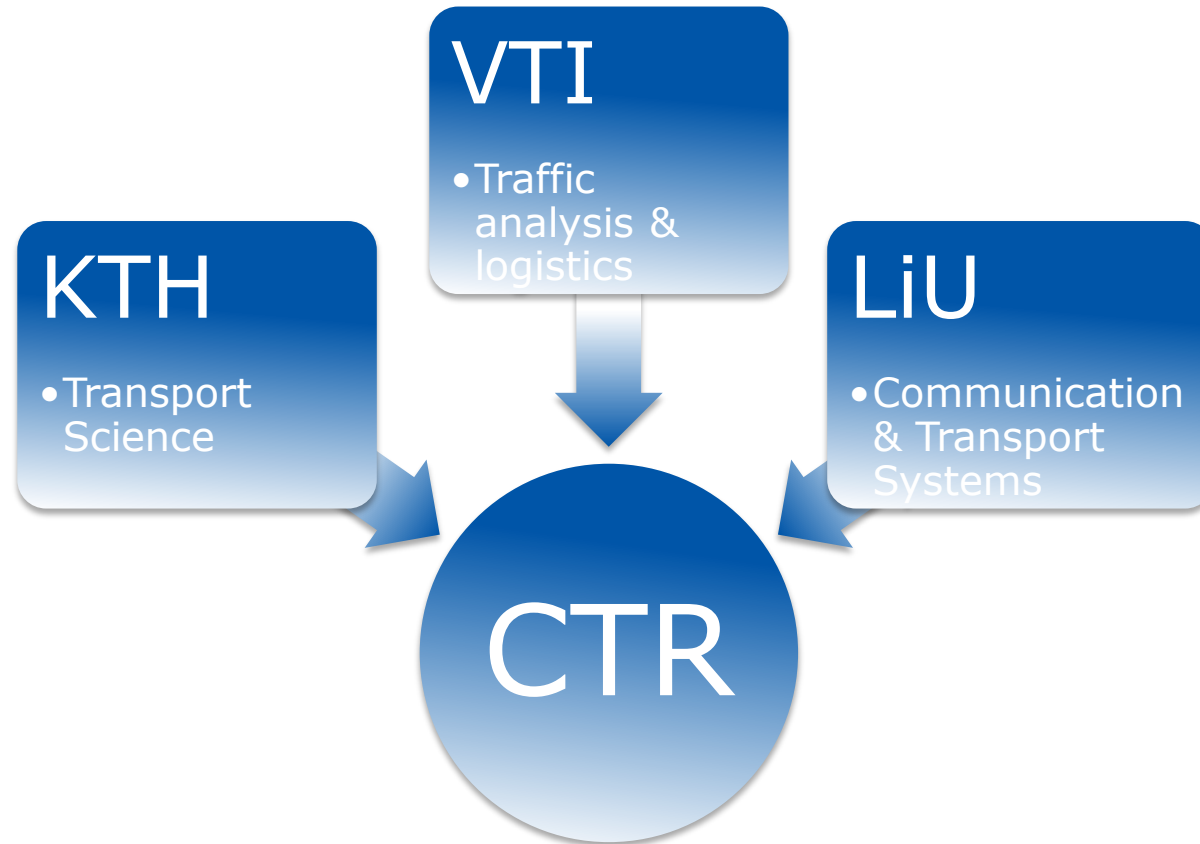 VTI
•Traffic
analysis &
logistics
KTH
•Transport
Science
LiU
•Communication
& Transport
Systems
CTR